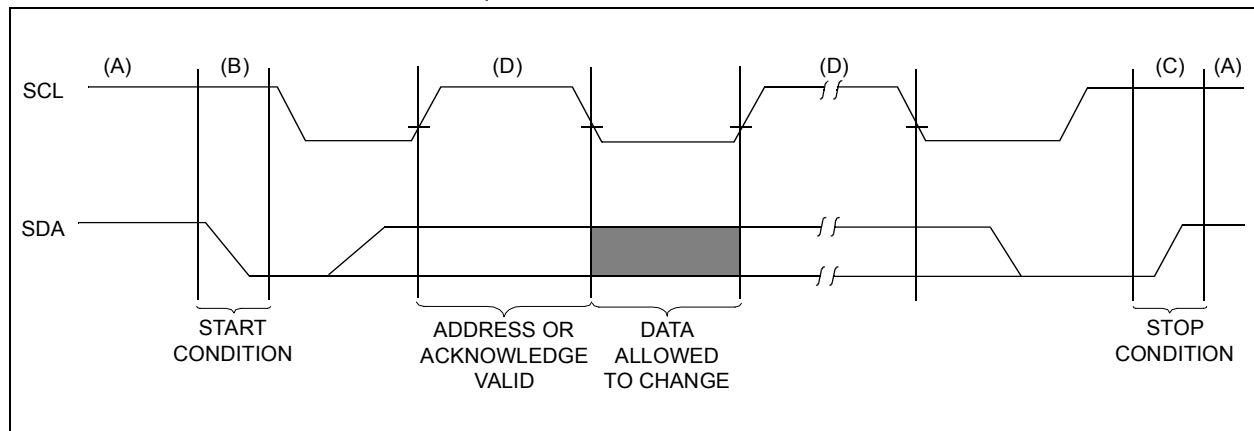 (A) (B) (D) (D) (C) (A)
SCL
SDA
START
CONDITION
ADDRESS OR
ACKNOWLEDGE
VALID
DATA
ALLOWED
TO CHANGE
STOP
CONDITION